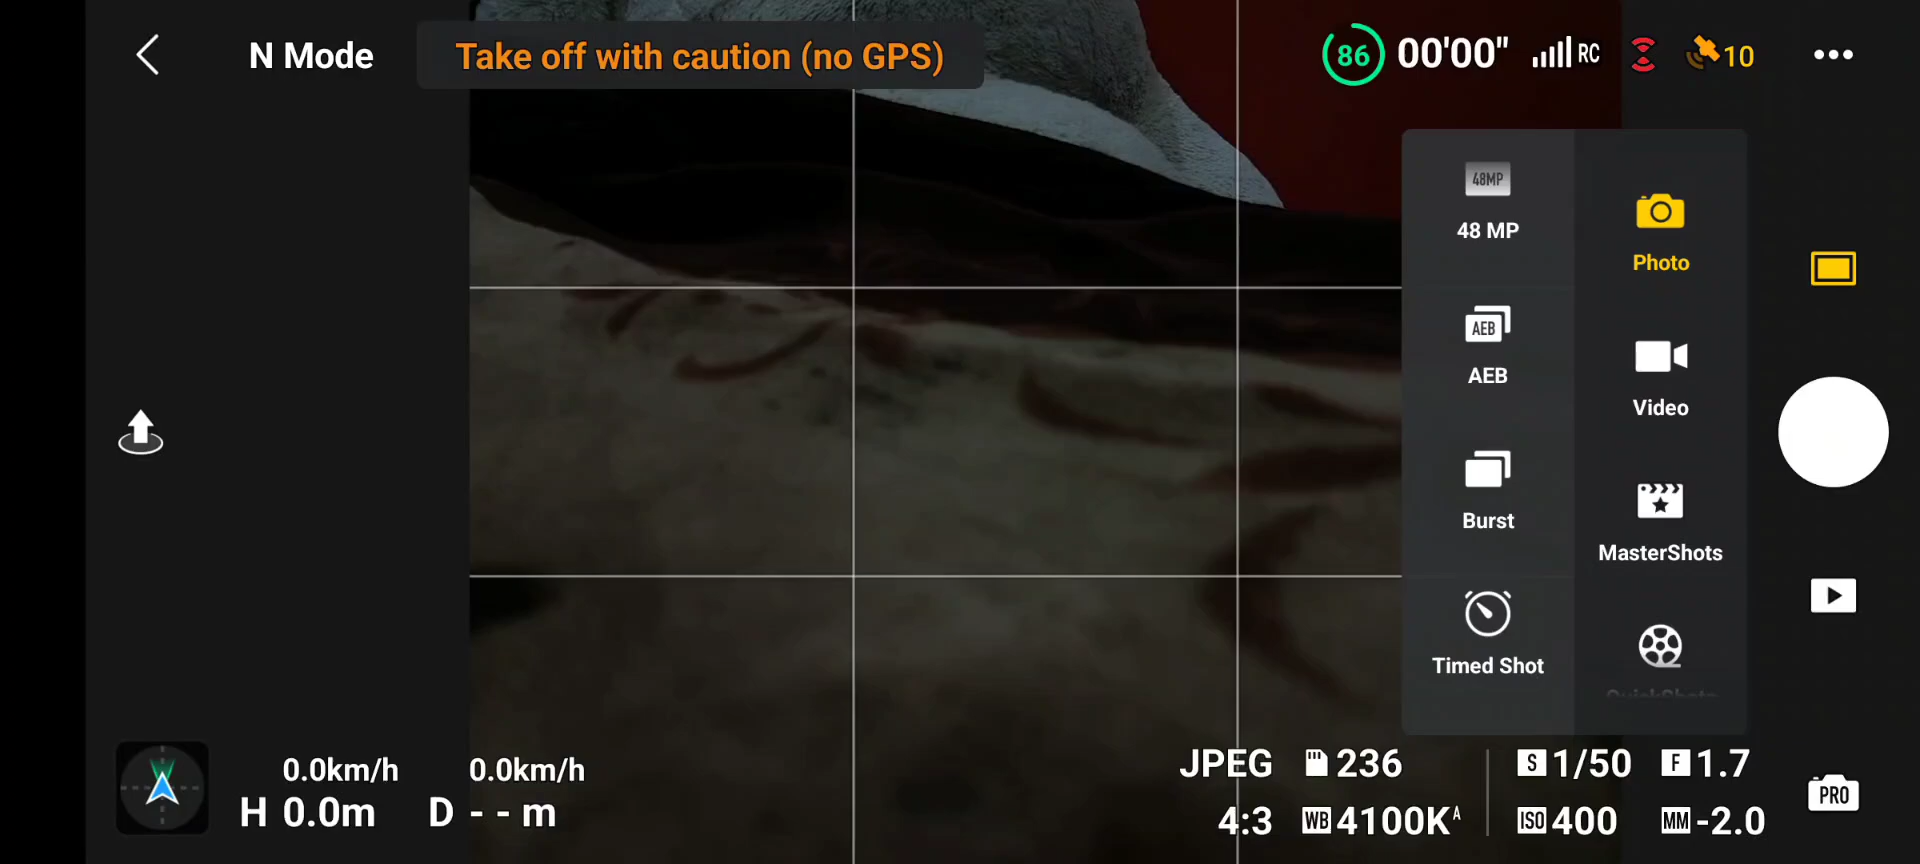 N Mode
Take off with caution (no GPS)
86
00'00"
RC
10
48MP
48 MP
AEB
AEB
Burst
Timed Shot
Photo
Video
MasterShots
QuickShots
0.0km/h
0.0km/h
H 0.0m
D - - m
JPEG
236
S 1/50
F 1.7
4:3
WB 4100K A
ISO 400
MM -2.0
PRO